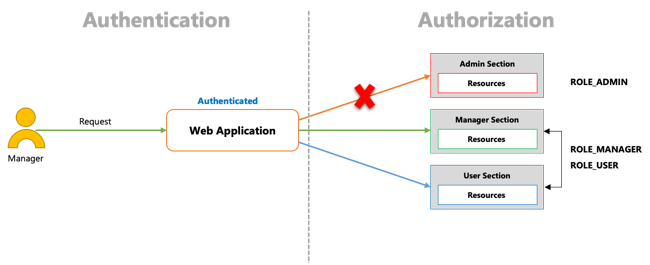 Authentication
Authorization
Admin Section
Resources
ROLE_ADMIN
Authenticated
Request
Web Application
Manager
Manager Section
Resources
ROLE_MANAGER
ROLE_USER
User Section
Resources